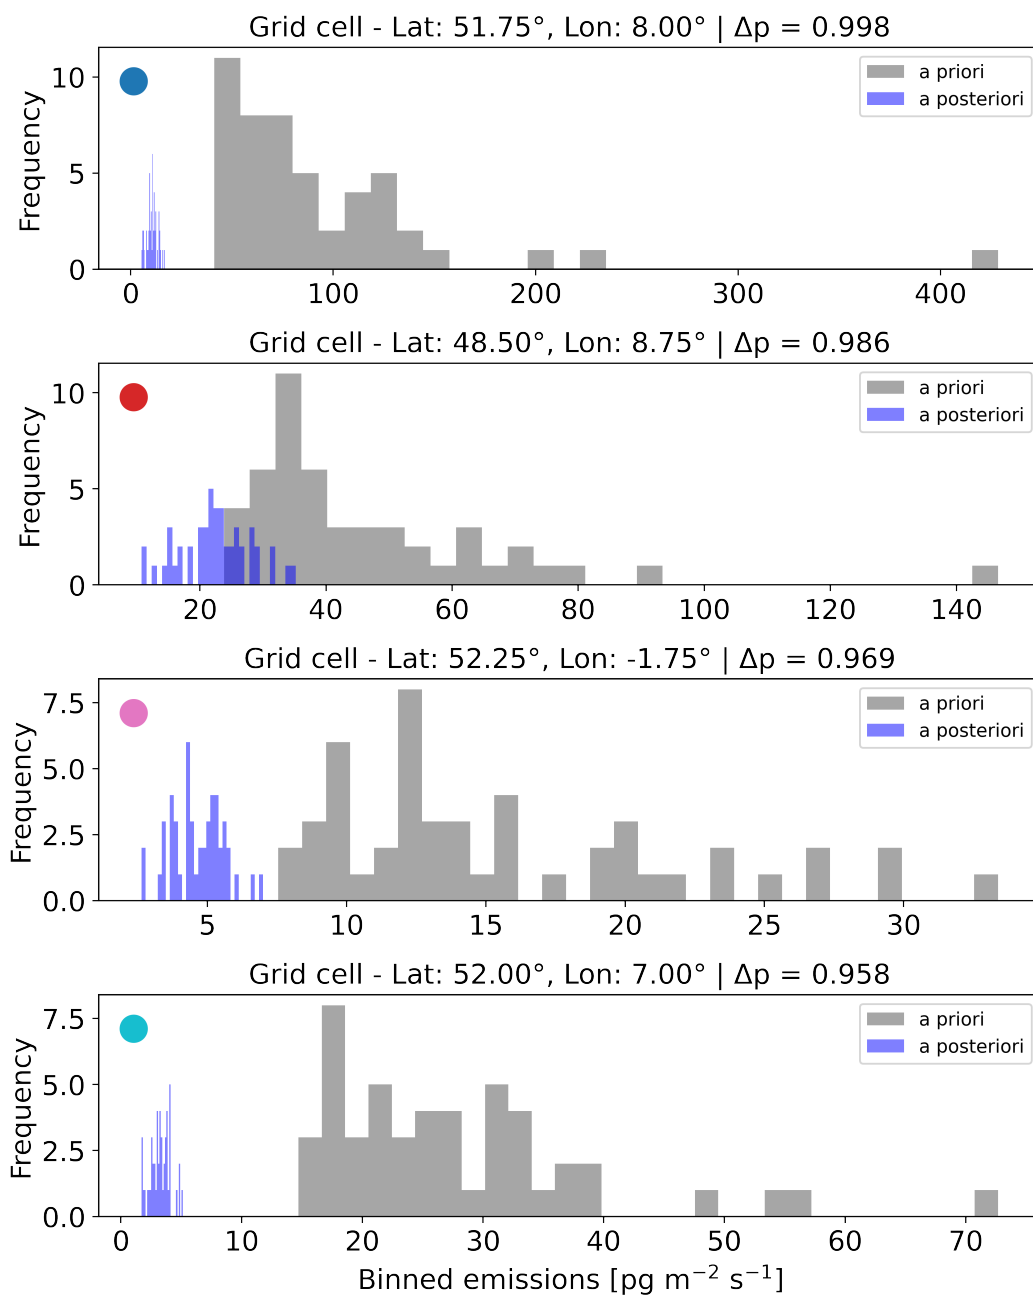 Grid cell - Lat: 51.75°, Lon: 8.00° | Δp = 0.998
10
5
0
Frequency
a priori
a posteriori
0 100 200 300 400
Grid cell - Lat: 48.50°, Lon: 8.75° | Δp = 0.986
10
5
0
Frequency
a priori
a posteriori
20 40 60 80 100 120 140
Grid cell - Lat: 52.25°, Lon: -1.75° | Δp = 0.969
7.5
5.0
2.5
0.0
Frequency
a priori
a posteriori
5 10 15 20 25 30
Grid cell - Lat: 52.00°, Lon: 7.00° | Δp = 0.958
7.5
5.0
2.5
0.0
Frequency
a priori
a posteriori
0 10 20 30 40 50 60 70
Binned emissions [pg m⁻² s⁻¹]